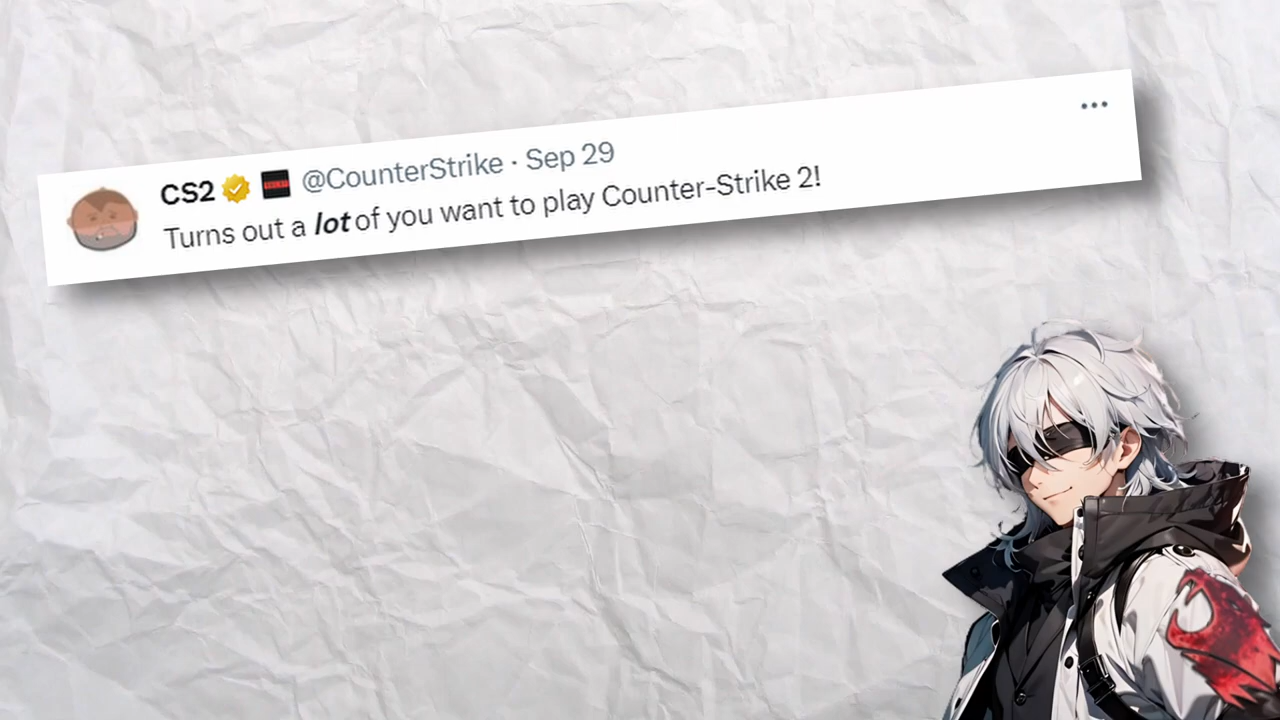 CS2 @CounterStrike · Sep 29
Turns out a lot of you want to play Counter-Strike 2!